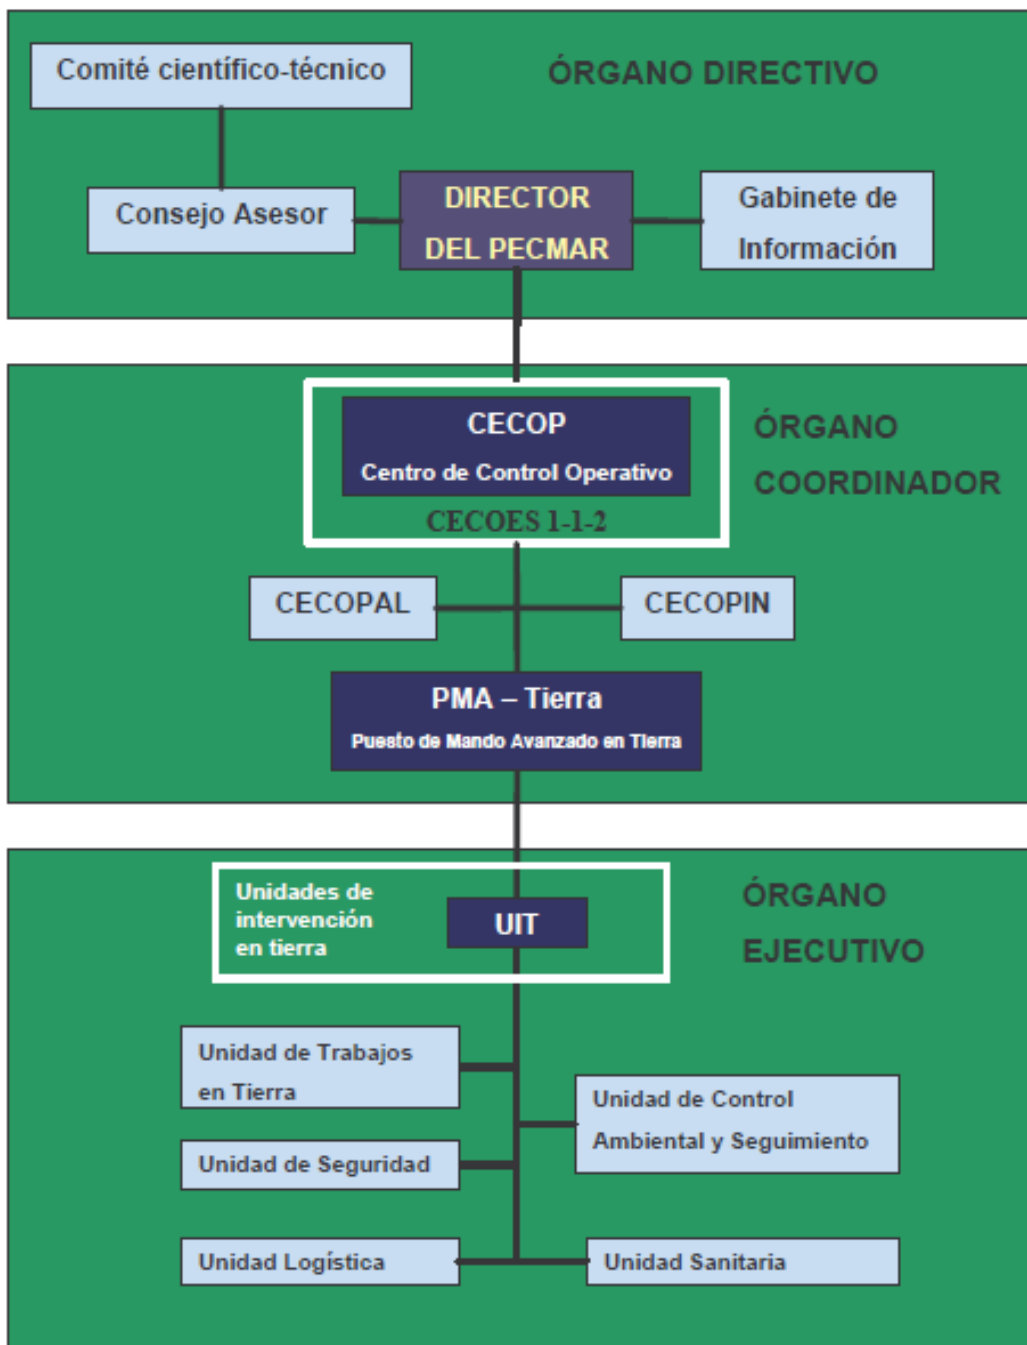 Comité científico-técnico
ÓRGANO DIRECTIVO
Consejo Asesor
DIRECTOR
DEL PECMAR
Gabinete de
Información
CECOP
Centro de Control Operativo
CECOES 1-1-2
ÓRGANO
COORDINADOR
CECOPAL
CECOPIN
PMA – Tierra
Puesto de Mando Avanzado en Tierra
Unidades de
intervención
en tierra
UIT
ÓRGANO
EJECUTIVO
Unidad de Trabajos
en Tierra
Unidad de Control
Ambiental y Seguimiento
Unidad de Seguridad
Unidad Logística
Unidad Sanitaria